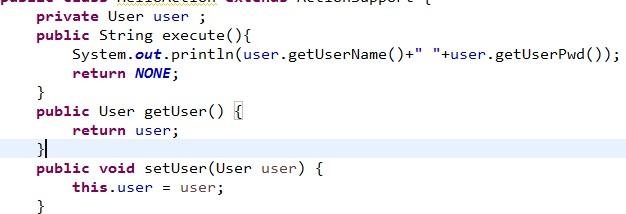 public class HelloAction extends ActionSupport {
private User user ;
public String execute(){
System.out.println(user.getUserName()+" "+user.getUserPwd());
return NONE;
}
public User getUser() {
return user;
}
public void setUser(User user) {
this.user = user;
}